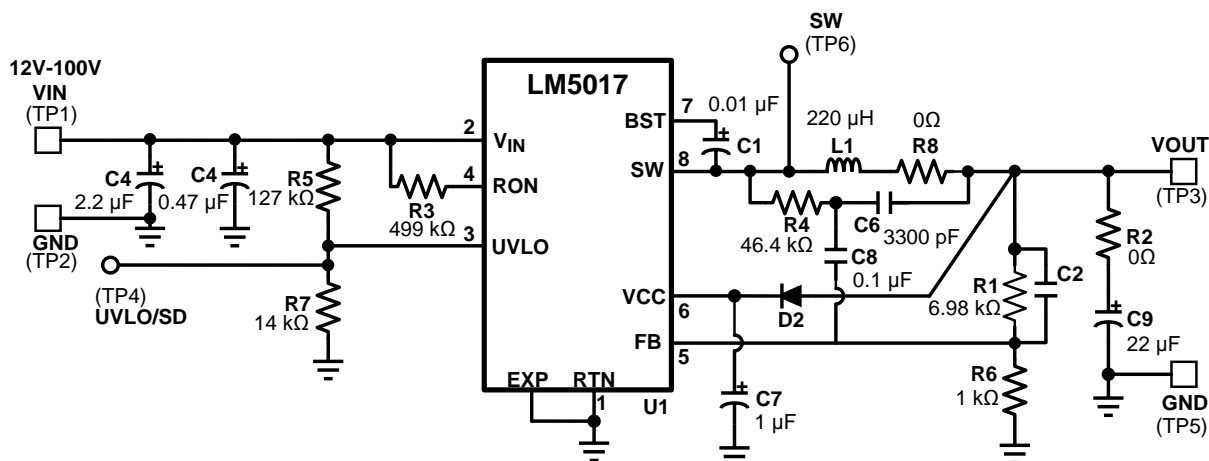 12V-100V
VIN
(TP1)
GND
(TP2)
C4
2.2 µF
C4
0.47 µF
R5
127 kΩ
R3
499 kΩ
(TP4)
UVLO/SD
R7
14 kΩ
LM5017
2
VIN
4
RON
3
UVLO
EXP
RTN
1
U1
BST
7
SW
8
VCC
6
FB
5
0.01 µF
C1
SW
(TP6)
220 µH
L1
0Ω
R8
R4
46.4 kΩ
C6
3300 pF
C8
0.1 µF
D2
C7
1 µF
R1
6.98 kΩ
C2
R6
1 kΩ
VOUT
(TP3)
R2
0Ω
C9
22 µF
GND
(TP5)